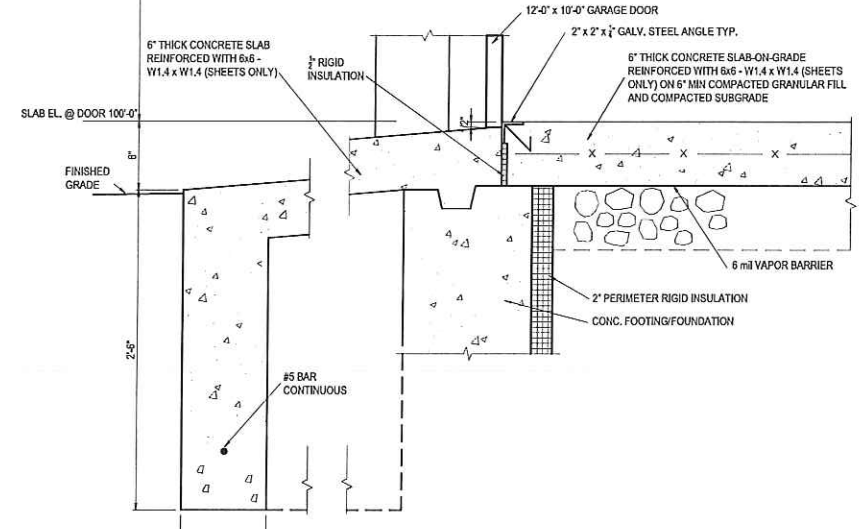 12'-0" x 10'-0" GARAGE DOOR
2" x 2" x ¼" GALV. STEEL ANGLE TYP.
6" THICK CONCRETE SLAB
REINFORCED WITH 6x6 -
W1.4 x W1.4 (SHEETS ONLY)
½" RIGID
INSULATION
6" THICK CONCRETE SLAB-ON-GRADE
REINFORCED WITH 6x6 - W1.4 x W1.4 (SHEETS
ONLY) ON 6" MIN COMPACTED GRANULAR FILL
AND COMPACTED SUBGRADE
SLAB EL. @ DOOR 100'-0"
6"
FINISHED
GRADE
X X X
6 mil VAPOR BARRIER
2" PERIMETER RIGID INSULATION
CONC. FOOTING/FOUNDATION
2'-6"
#5 BAR
CONTINUOUS